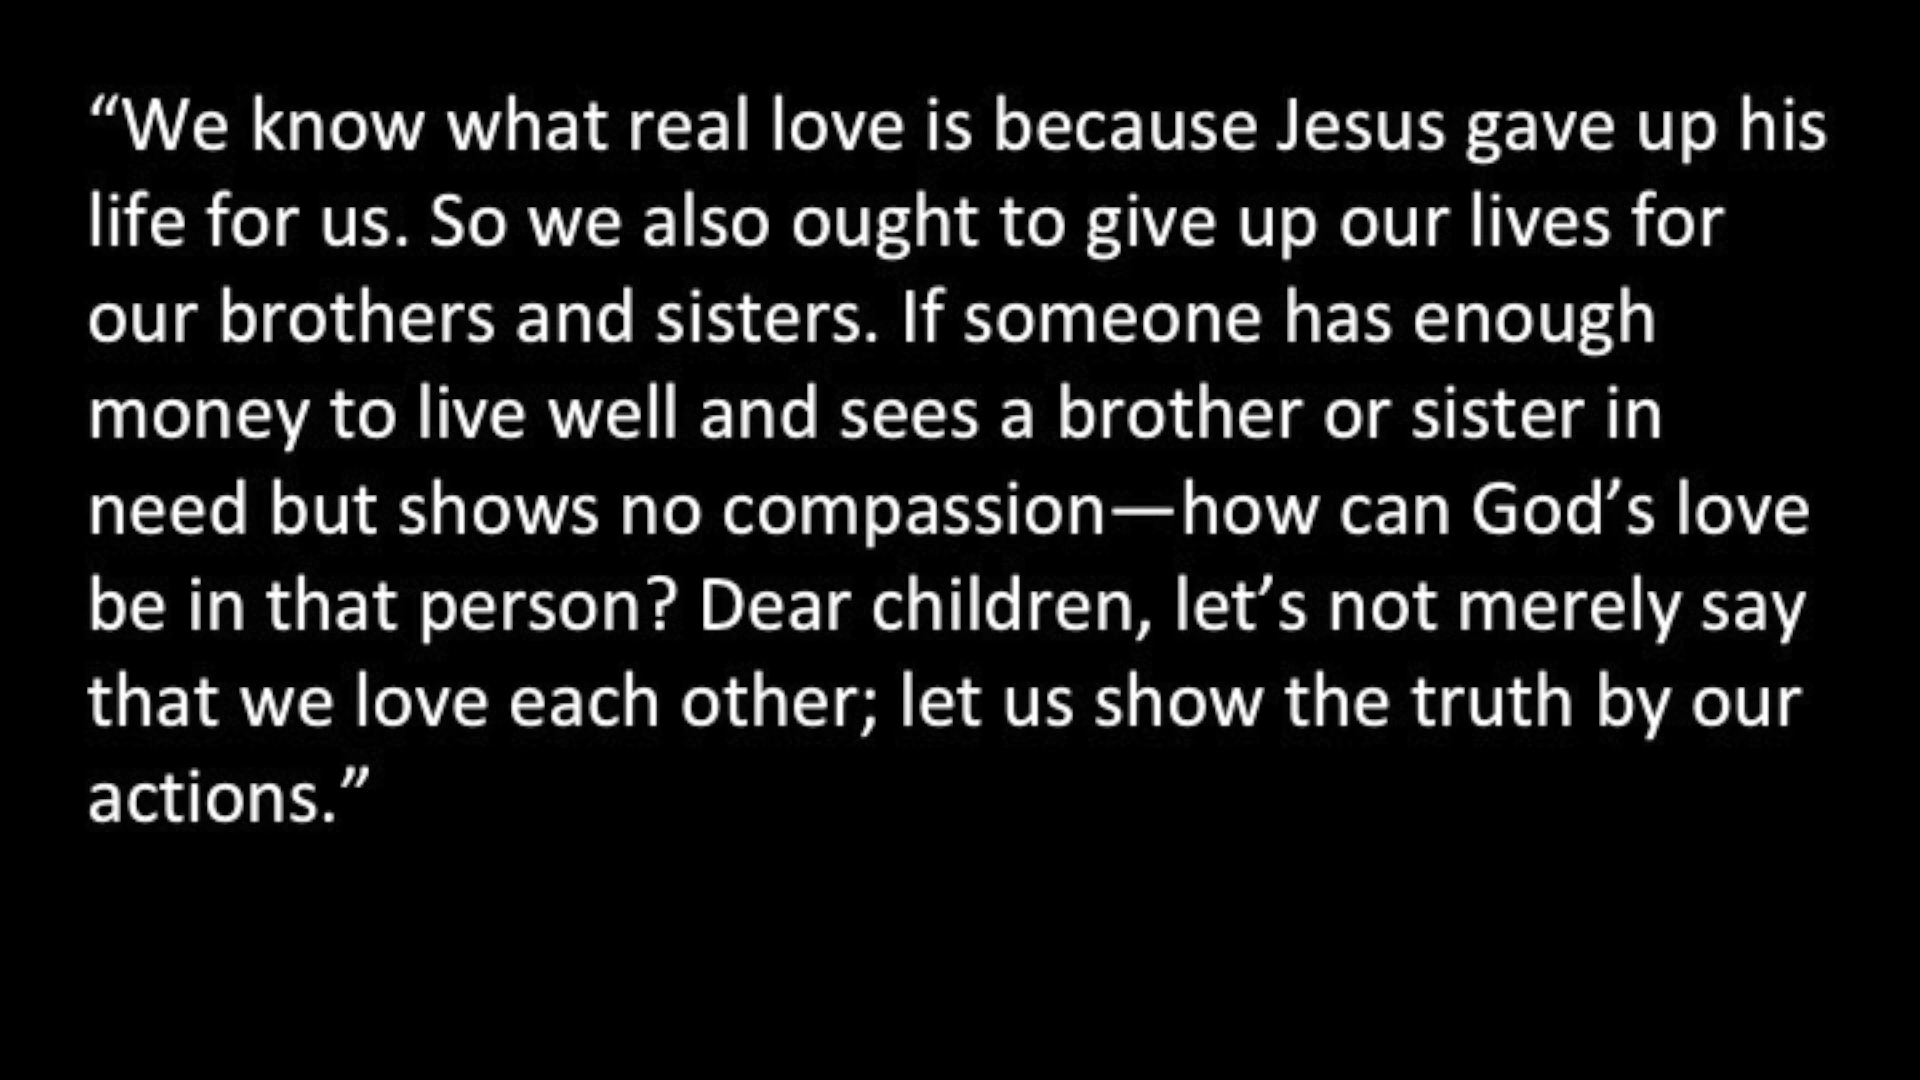 “We know what real love is because Jesus gave up his
life for us. So we also ought to give up our lives for
our brothers and sisters. If someone has enough
money to live well and sees a brother or sister in
need but shows no compassion—how can God’s love
be in that person? Dear children, let’s not merely say
that we love each other; let us show the truth by our
actions.”